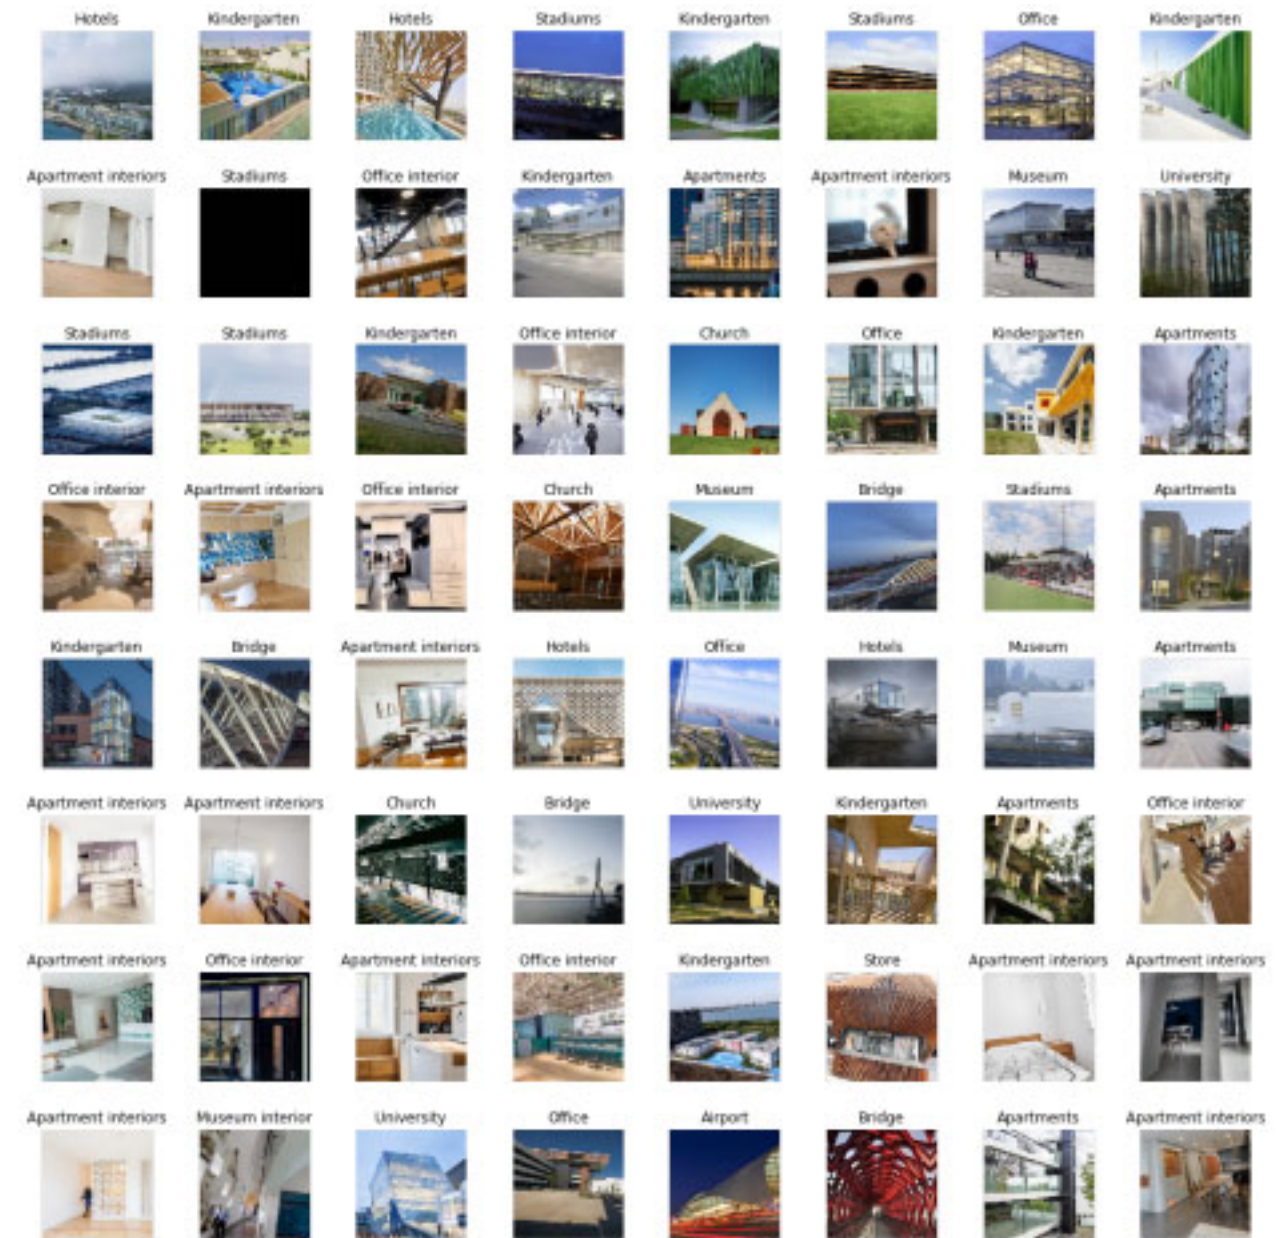 Hotels Kindergarten Hotels Stadiums Kindergarten Stadiums Office Kindergarten
Apartment interiors Stadiums Office interior Kindergarten Apartments Apartment interiors Museum University
Stadiums Stadiums Kindergarten Office interior Church Office Kindergarten Apartments
Office interior Apartment interiors Office interior Church Museum Bridge Stadiums Apartments
Kindergarten Bridge Apartment interiors Hotels Office Hotels Museum Apartments
Apartment interiors Apartment interiors Church Bridge University Kindergarten Apartments Office interior
Apartment interiors Office interior Apartment interiors Office interior Kindergarten Store Apartment interiors Apartment interiors
Apartment interiors Museum interior University Office Airport Bridge Apartments Apartment interiors